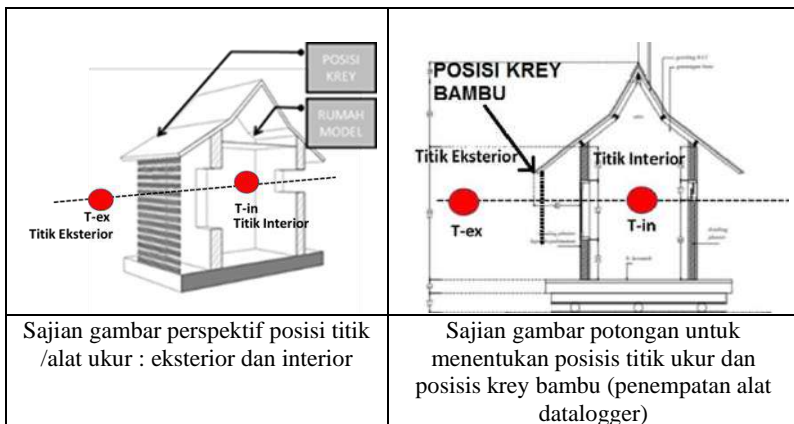 POSISI
KREY
RUMAH
MODEL
T-ex
Titik Eksterior
T-in
Titik Interior
POSISI KREY
BAMBU
Titik Eksterior
Titik Interior
T-ex
T-in
Sajian gambar perspektif posisi titik
/alat ukur : eksterior dan interior
Sajian gambar potongan untuk
menentukan posisis titik ukur dan
posisis krey bambu (penempatan alat
datalogger)